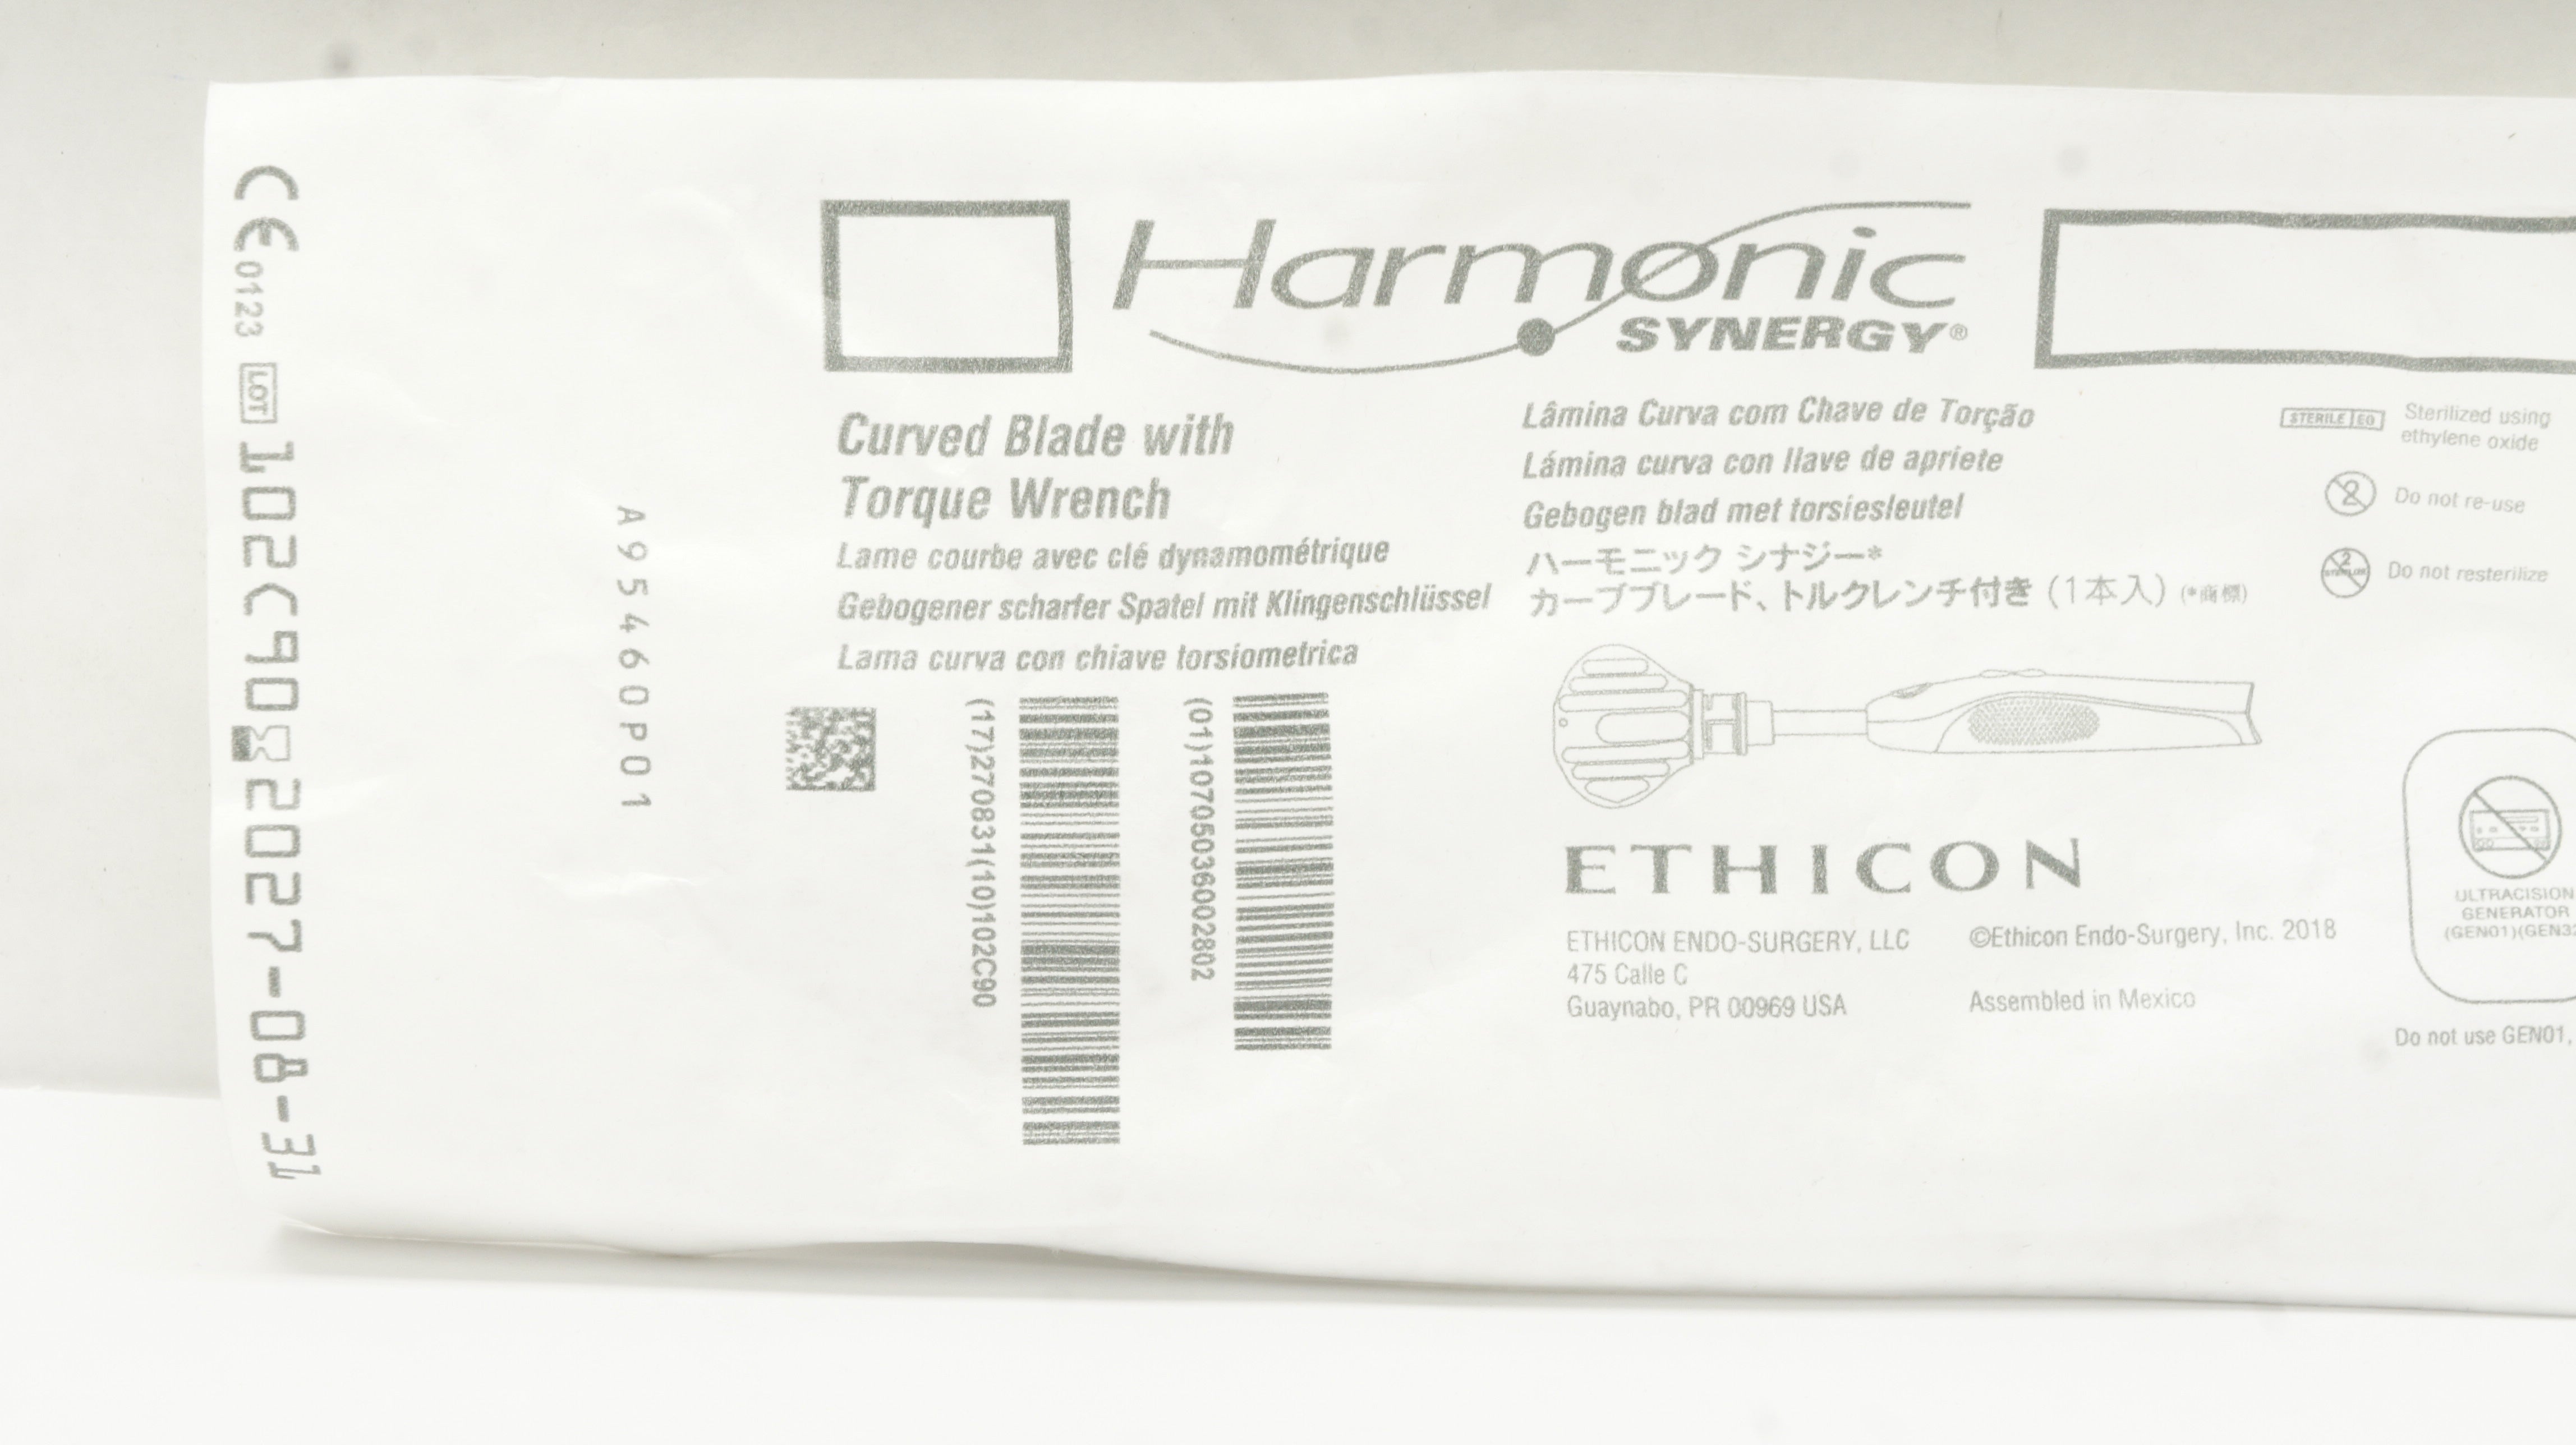 CE 0123 LOT 102C90 2027-08-31
A95460P01
Harmonic
SYNERGY®
Curved Blade with
Torque Wrench
Lame courbe avec clé dynamométrique
Gebogener scharfer Spatel mit Klingenschlüssel
Lama curva con chiave torsiometrica
Lâmina Curva com Chave de Torção
Lámina curva con llave de apriete
Gebogen blad met torsiesleutel
ハーモニック シナジー*
カーブブレード、トルクレンチ付き（1本入）(*商標)
STERILE EO
Sterilized using
ethylene oxide
2
Do not re-use
2
STERILIZE
Do not resterilize
(17)270831(10)102C90
(01)10705036002802
ETHICON
ETHICON ENDO-SURGERY, LLC
475 Calle C
Guaynabo, PR 00969 USA
©Ethicon Endo-Surgery, Inc. 2018
Assembled in Mexico
ULTRACISION
GENERATOR
(GEN01)(GEN32
Do not use GEN01,